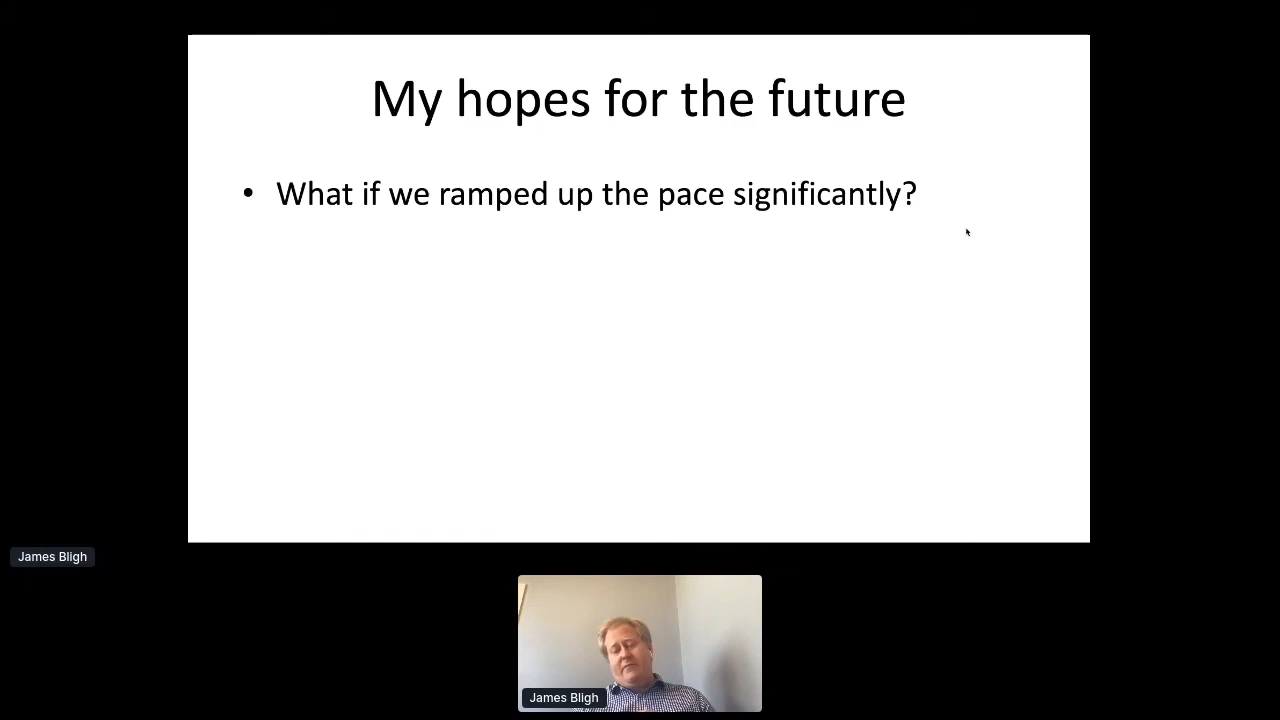 My hopes for the future
• What if we ramped up the pace significantly?
James Bligh
James Bligh